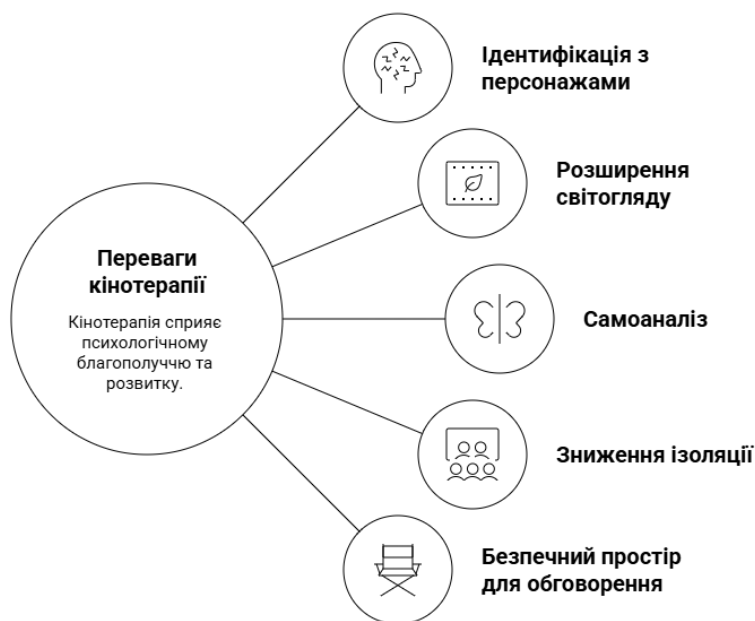 Ідентифікація з
персонажами
Розширення
світогляду
Переваги
кінотерапії
Кінотерапія сприяє
психологічному
благополуччю та
розвитку.
Самоаналіз
Зниження ізоляції
Безпечний простір
для обговорення